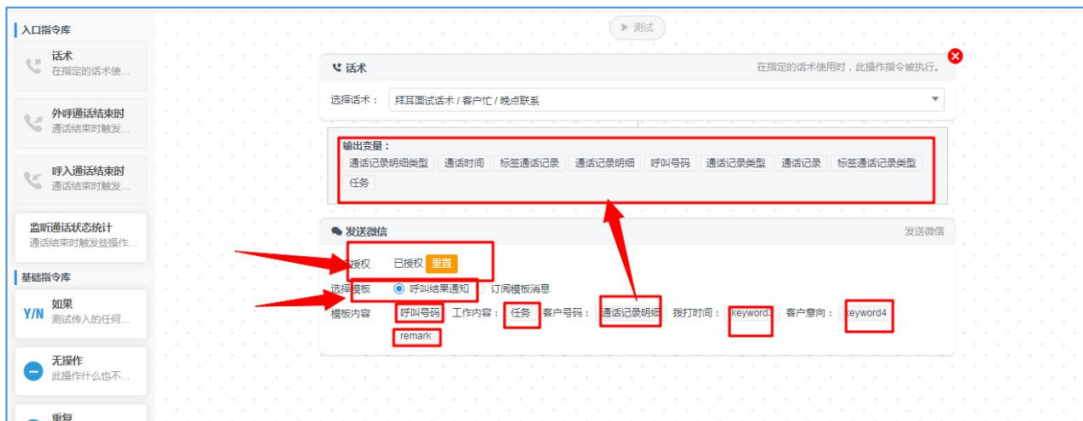 入口指令库
话术
在指定的话术使...
外呼通话结束时
通话结束时触发...
呼入通话结束时
通话结束时触发...
监听通话状态统计
通话结束时触发些操作...
基础指令库
Y/N 如果
测试传入的任何...
无操作
此操作什么也不...
重复
测试
话术 在指定的话术使用时，此操作指令被执行。
选择话术： 拜耳面试话术 / 客户忙 / 晚点联系
输出变量：
通话记录明细类型 通话时间 标签通话记录 通话记录明细 呼叫号码 通话记录类型 通话记录 标签通话记录类型
任务
发送微信 发送微信
授权 已授权 重置
选择模板 呼叫结果通知 订阅模板消息
模板内容 呼叫号码 工作内容： 任务 客户号码： 通话记录明细 拨打时间： keyword3 客户意向： keyword4
remark